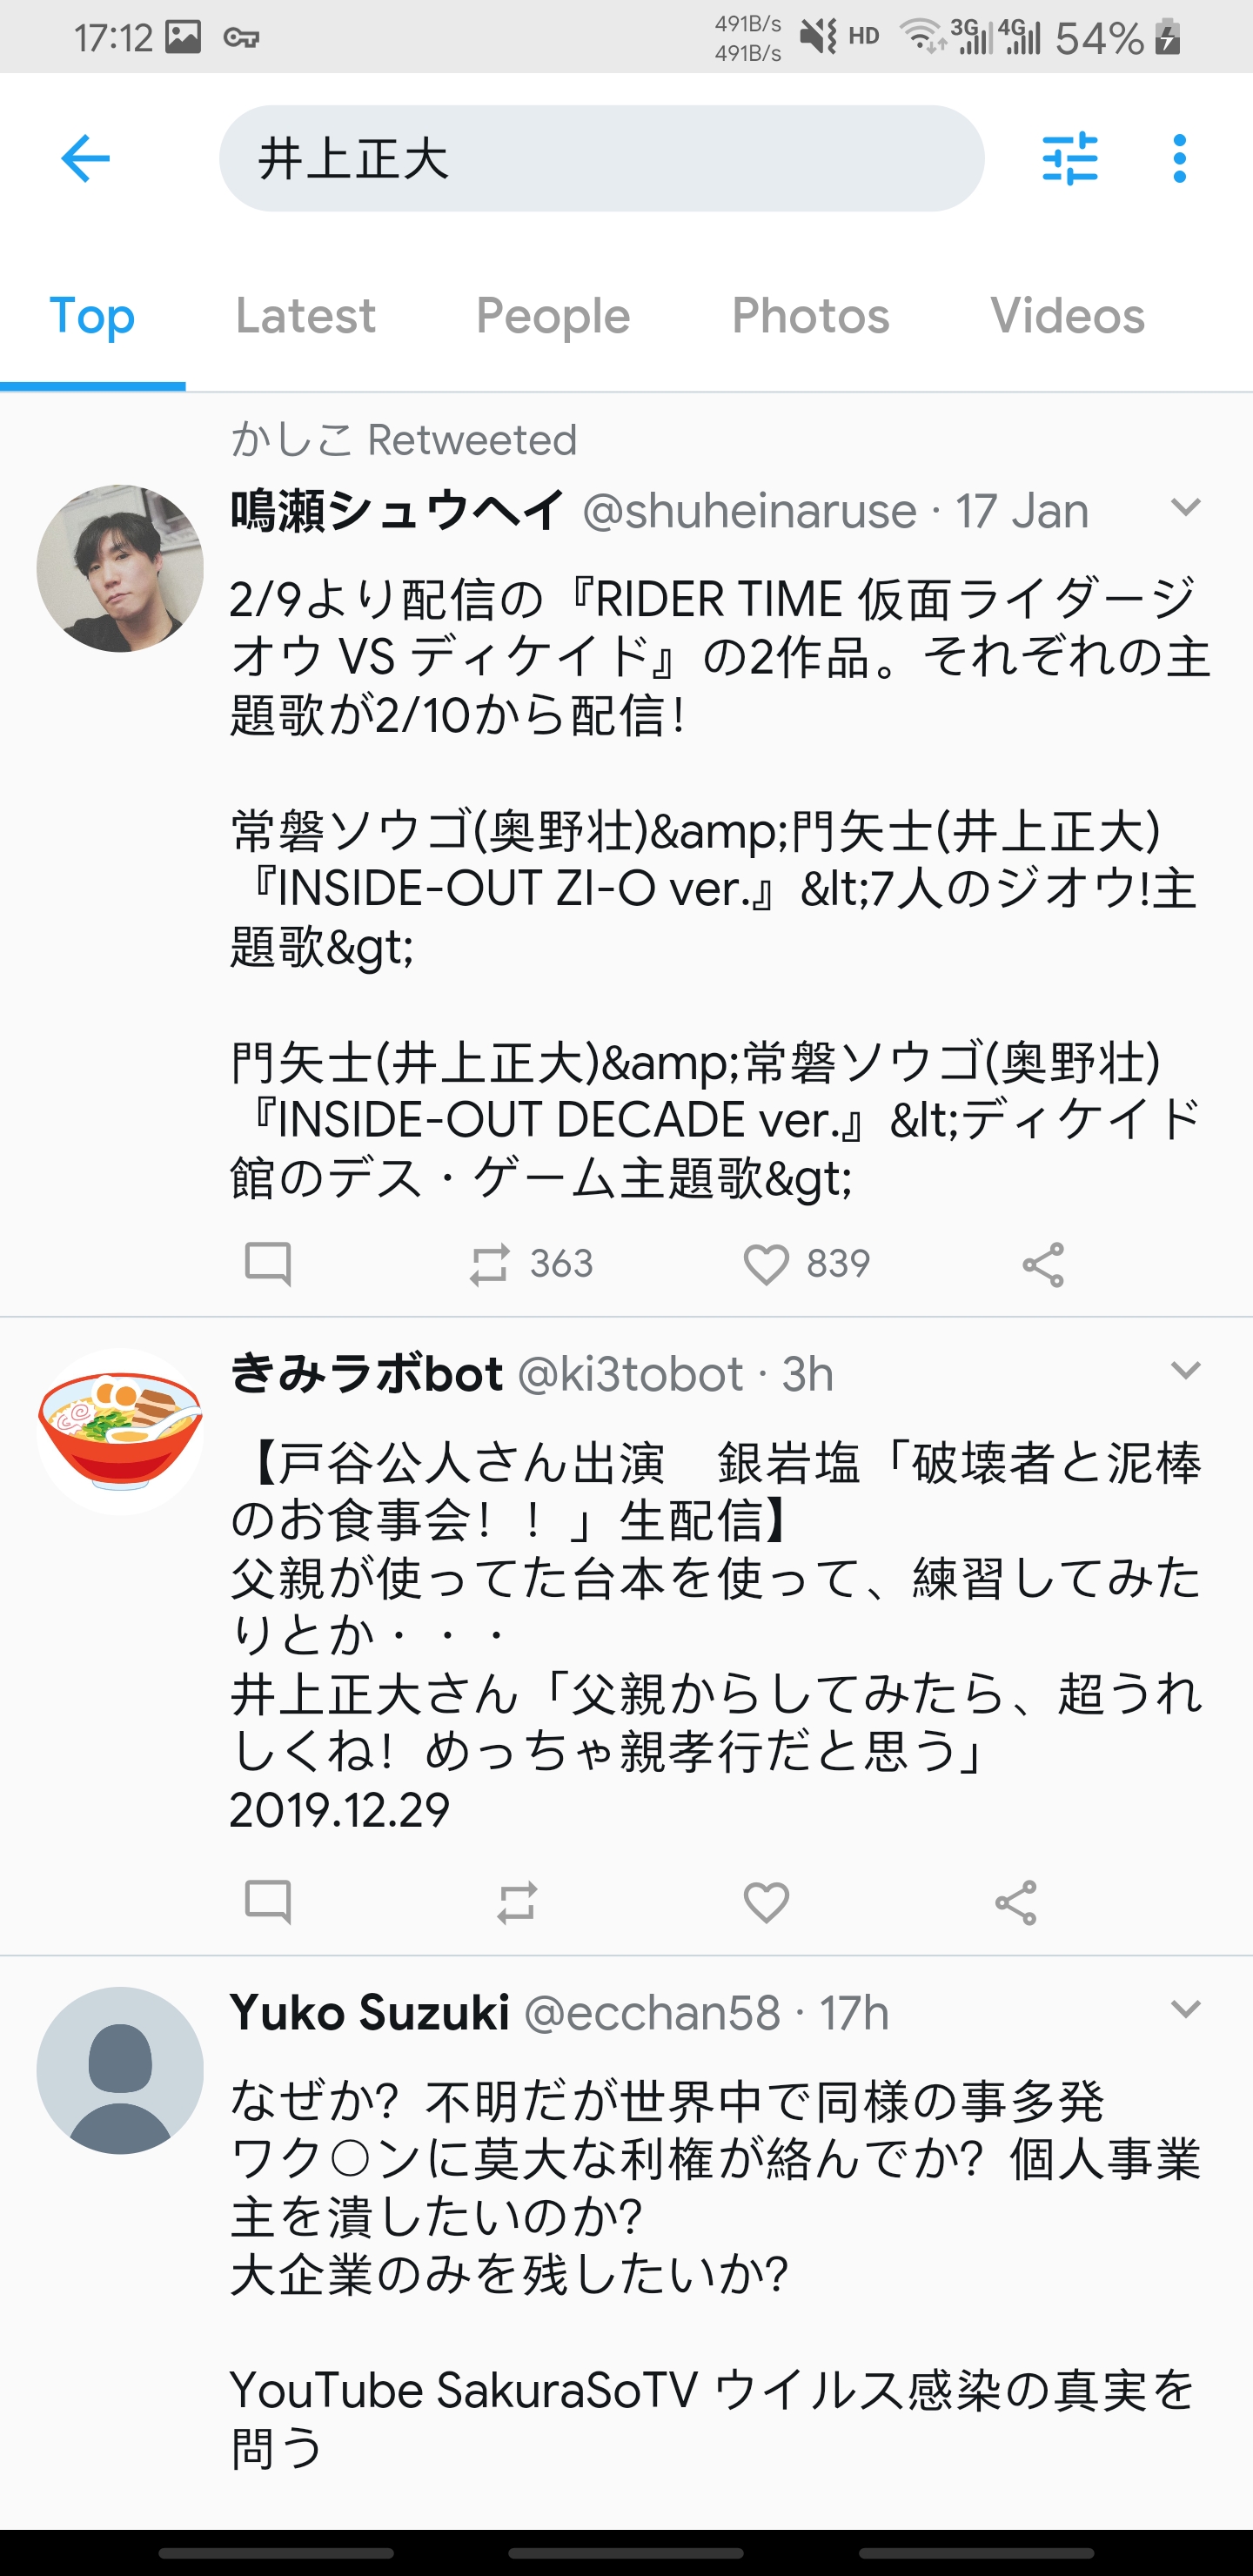 17:12
491B/s
491B/s
HD
3G
4G
54%
井上正大
Top
Latest
People
Photos
Videos
かしこ Retweeted
鳴瀬シュウヘイ @shuheinaruse · 17 Jan
2/9より配信の『RIDER TIME 仮面ライダージ
オウ VS ディケイド』の2作品。それぞれの主
題歌が2/10から配信！
常磐ソウゴ(奥野壮)&amp;門矢士(井上正大)
『INSIDE-OUT ZI-O ver.』&lt;7人のジオウ!主
題歌&gt;
門矢士(井上正大)&amp;常磐ソウゴ(奥野壮)
『INSIDE-OUT DECADE ver.』&lt;ディケイド
館のデス・ゲーム主題歌&gt;
363
839
きみラボbot @ki3tobot · 3h
【戸谷公人さん出演　銀岩塩「破壊者と泥棒
のお食事会！！」生配信】
父親が使ってた台本を使って、練習してみた
りとか・・・
井上正大さん「父親からしてみたら、超うれ
しくね！めっちゃ親孝行だと思う」
2019.12.29
Yuko Suzuki @ecchan58 · 17h
なぜか？不明だが世界中で同様の事多発
ワク○ンに莫大な利権が絡んでか？個人事業
主を潰したいのか？
大企業のみを残したいか？
YouTube SakuraSoTV ウイルス感染の真実を
問う